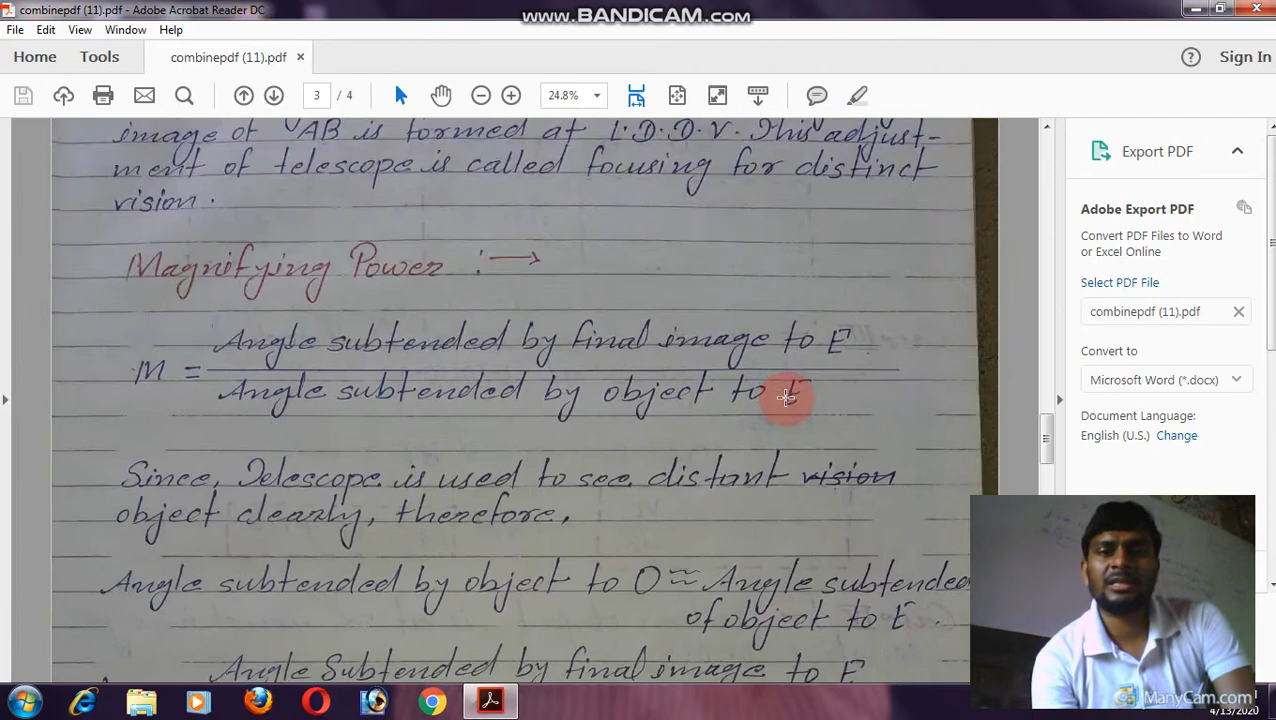 combinepdf (11).pdf - Adobe Acrobat Reader DC
www.BANDICAM.com
File Edit View Window Help
Home Tools combinepdf (11).pdf × ? Sign In
3 / 4 24.8%
image of AB is formed at L.D.D.V. This adjust-
ment of telescope is called focusing for distinct
vision.
Magnifying Power :→
Angle subtended by final image to E
M =
Angle subtended by object to E
Since, Telescope is used to see distant vision
object clearly, therefore,
Angle subtended by object to O ≈ Angle subtended
of object to E.
Angle Subtended by final image to E
Export PDF
Adobe Export PDF
Convert PDF Files to Word
or Excel Online
Select PDF File
combinepdf (11).pdf
Convert to
Microsoft Word (*.docx)
Document Language:
English (U.S.) Change
ManyCam.com
4/13/2020